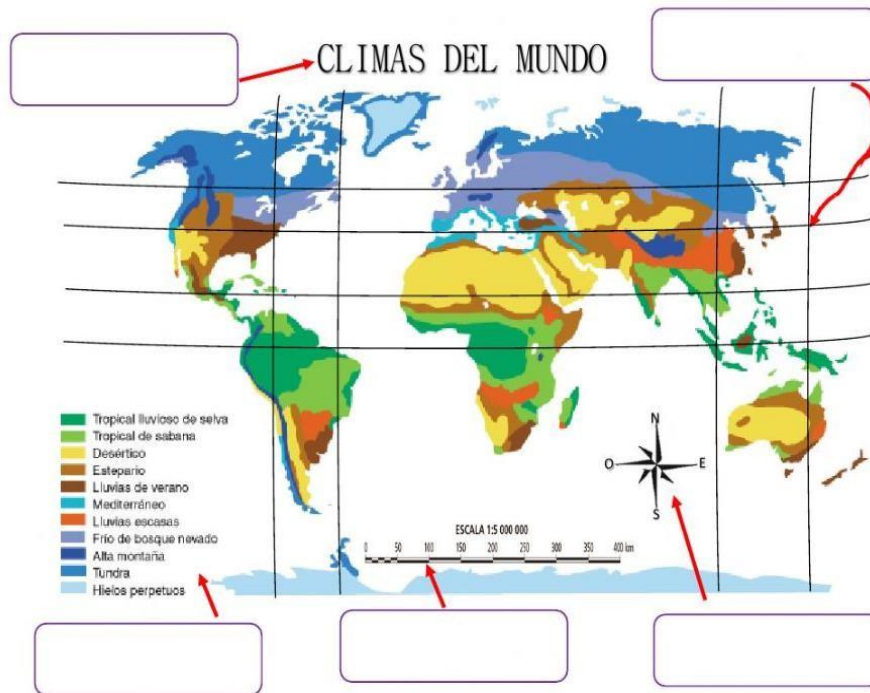 CLIMAS DEL MUNDO
Tropical lluvioso de selva
Tropical de sabana
Desértico
Estepario
Lluvias de verano
Mediterráneo
Lluvias escasas
Frío de bosque nevado
Alta montaña
Tundra
Hielos perpetuos
N
O
E
S
ESCALA 1:5 000 000
0 50 100 150 200 250 300 350 400 km